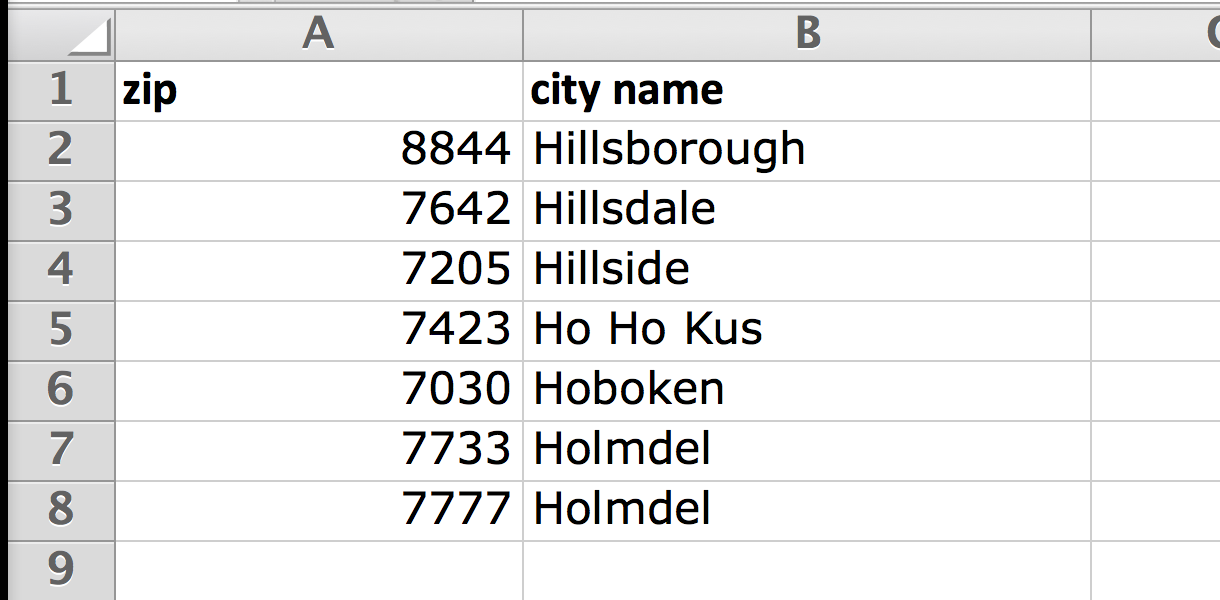 A B
1 zip city name
2 8844 Hillsborough
3 7642 Hillsdale
4 7205 Hillside
5 7423 Ho Ho Kus
6 7030 Hoboken
7 7733 Holmdel
8 7777 Holmdel
9